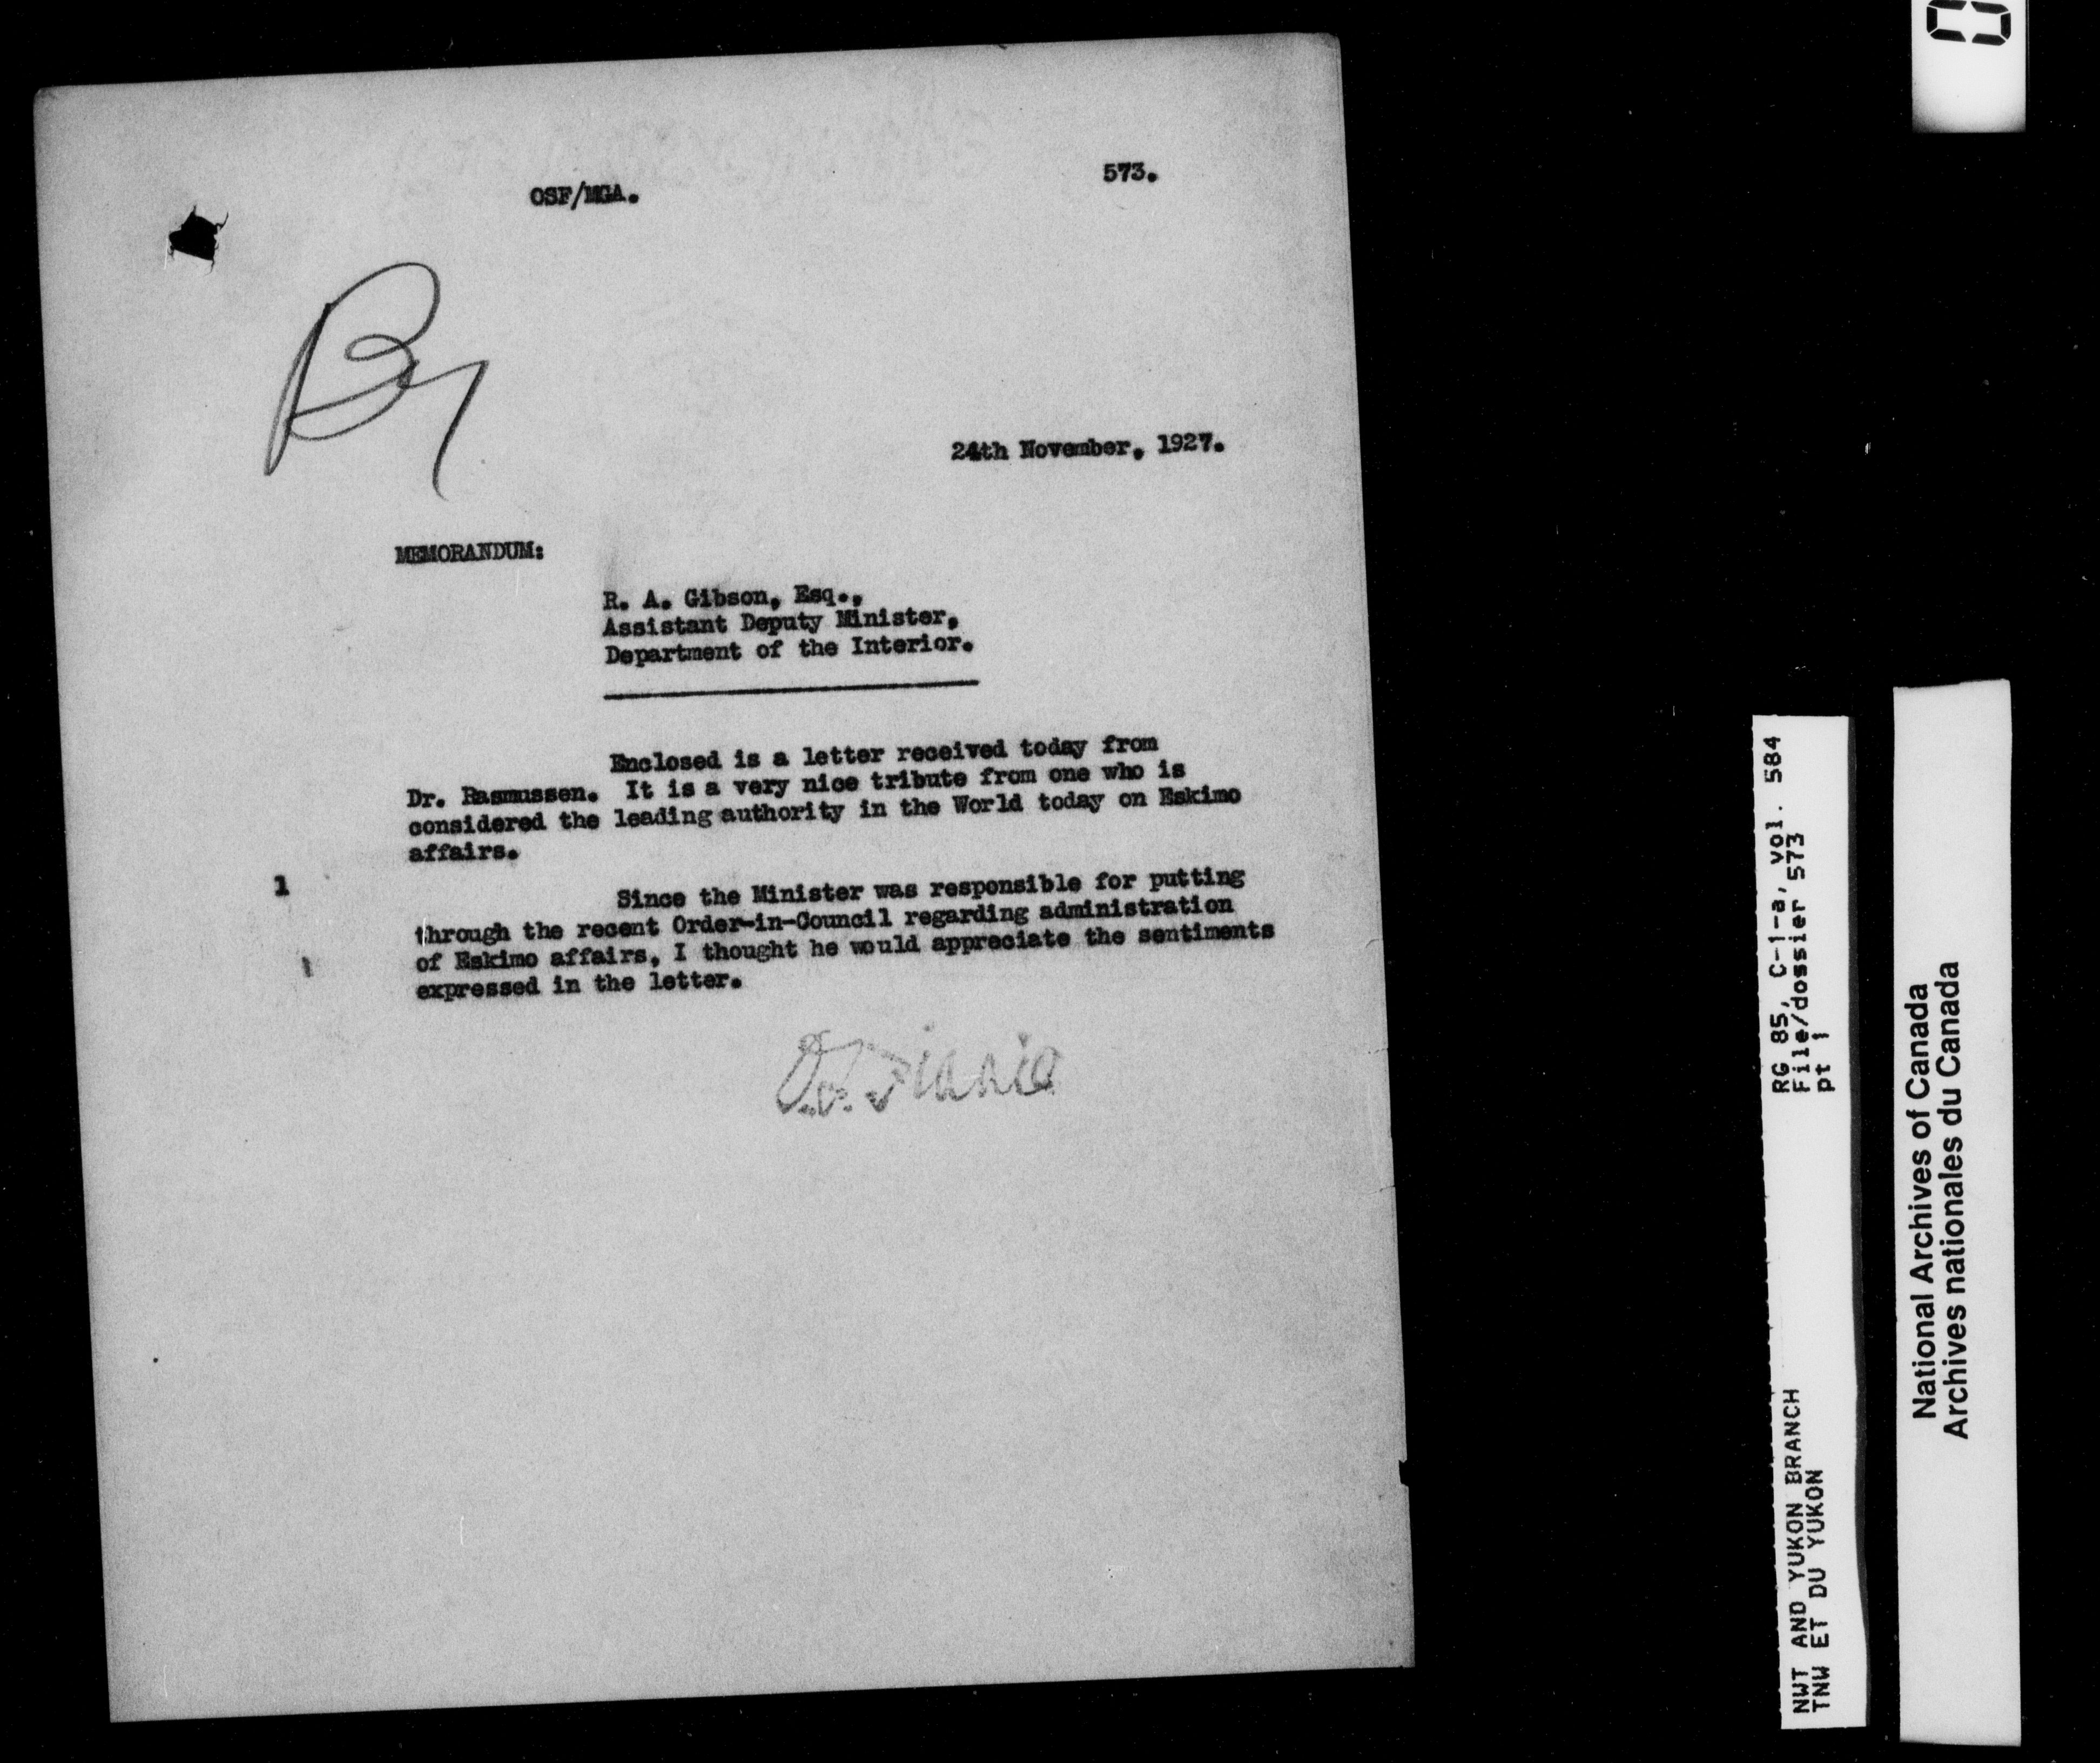 OSF/MGA.
573.
24th November, 1927.
MEMORANDUM:
R. A. Gibson, Esq.,
Assistant Deputy Minister,
Department of the Interior.
Enclosed is a letter received today from
Dr. Rasmussen. It is a very nice tribute from one who is
considered the leading authority in the World today on Eskimo
affairs.
1
Since the Minister was responsible for putting
through the recent Order-in-Council regarding administration
of Eskimo affairs, I thought he would appreciate the sentiments
expressed in the letter.
O.S. Finnie
RG 85, C-1-a, vol. 584
File/dossier 573
pt 1
NWT AND YUKON BRANCH
TNW ET DU YUKON
National Archives of Canada
Archives nationales du Canada